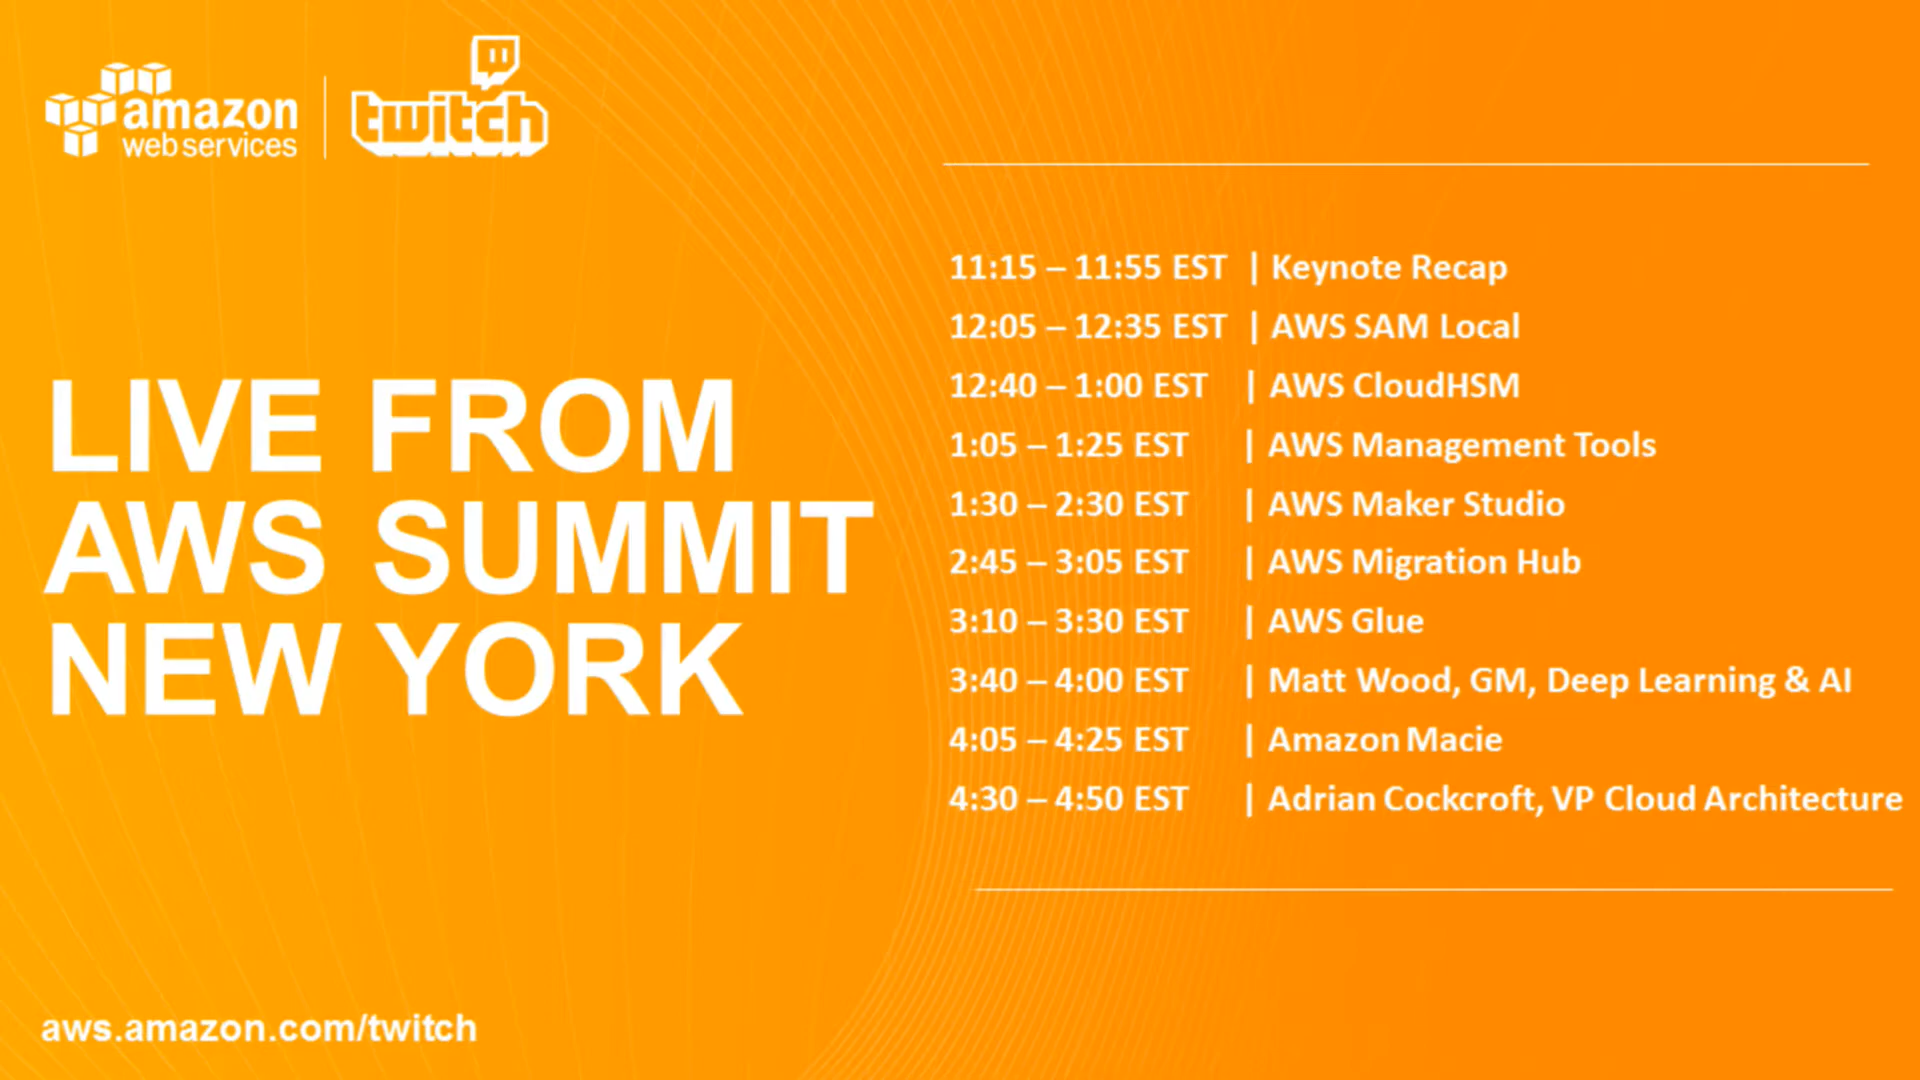 amazon
web services
twitch
LIVE FROM
AWS SUMMIT
NEW YORK
11:15 – 11:55 EST | Keynote Recap
12:05 – 12:35 EST | AWS SAM Local
12:40 – 1:00 EST | AWS CloudHSM
1:05 – 1:25 EST | AWS Management Tools
1:30 – 2:30 EST | AWS Maker Studio
2:45 – 3:05 EST | AWS Migration Hub
3:10 – 3:30 EST | AWS Glue
3:40 – 4:00 EST | Matt Wood, GM, Deep Learning & AI
4:05 – 4:25 EST | Amazon Macie
4:30 – 4:50 EST | Adrian Cockcroft, VP Cloud Architecture
aws.amazon.com/twitch